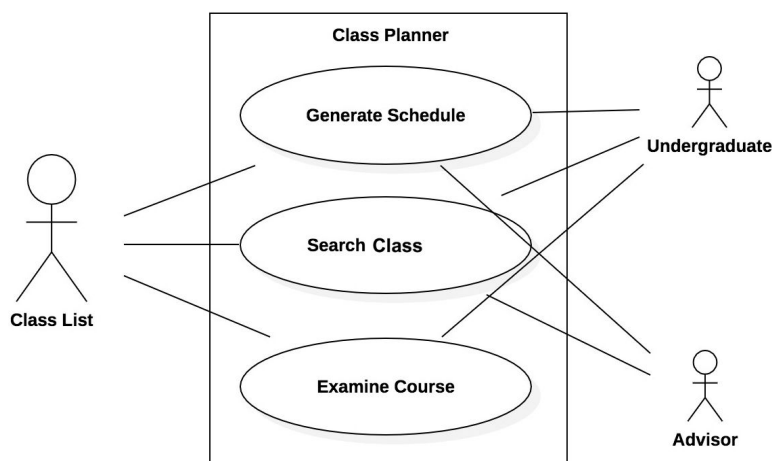 Class Planner
Generate Schedule
Undergraduate
Search Class
Class List
Examine Course
Advisor